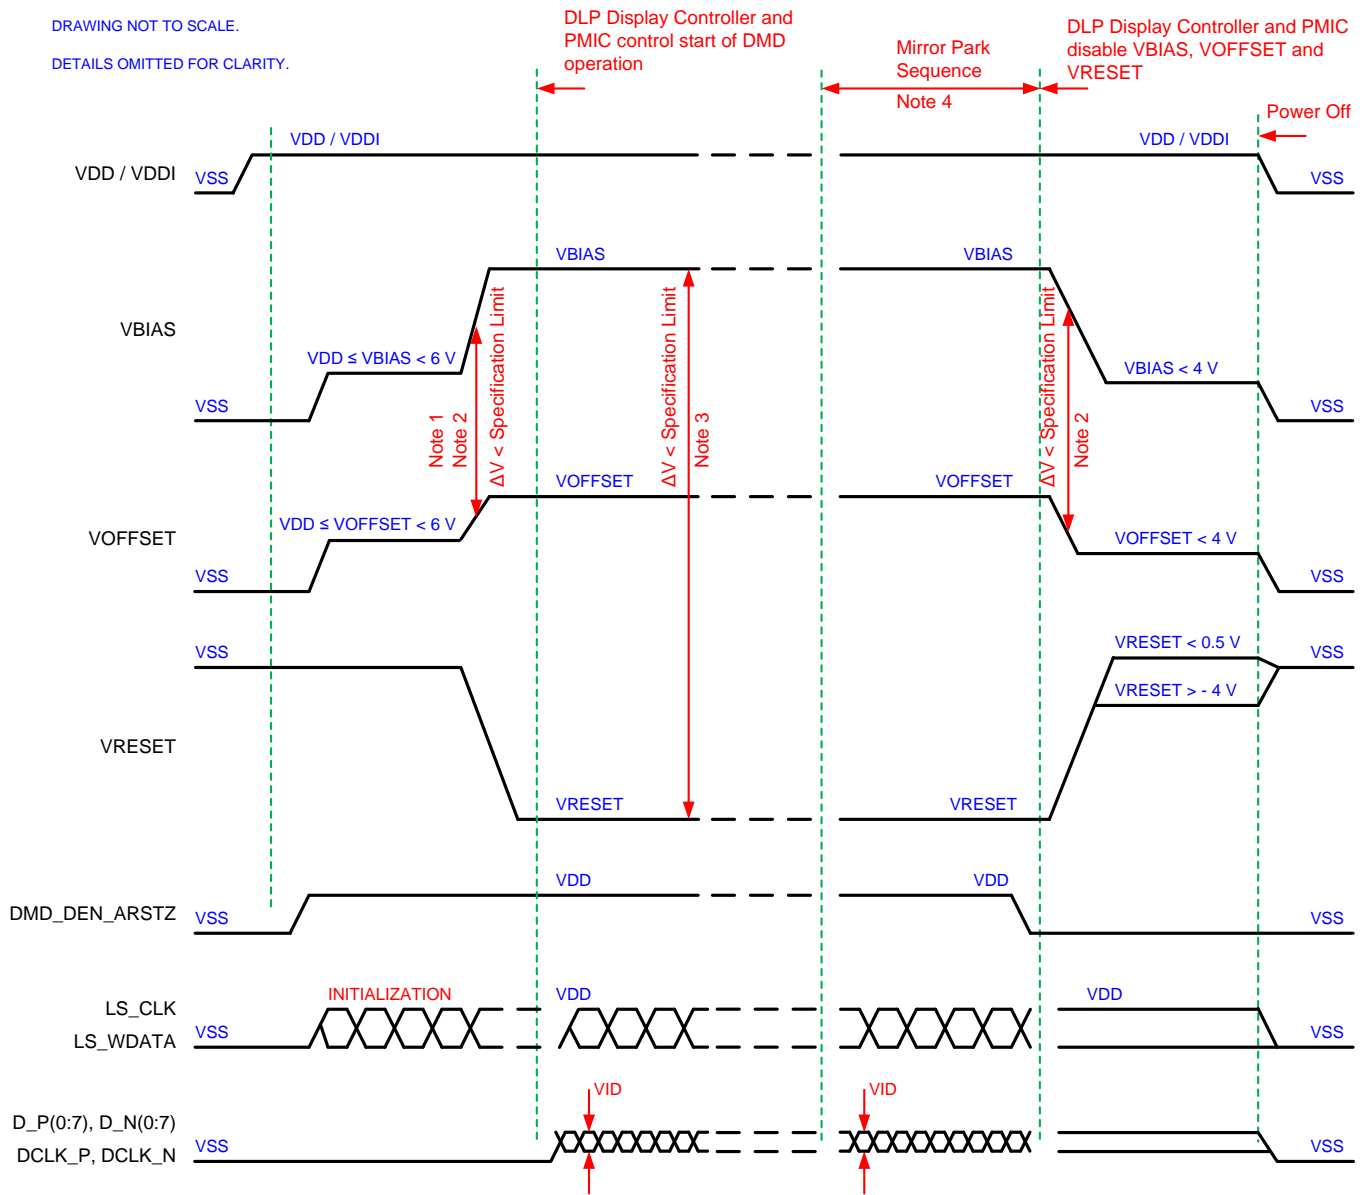 DRAWING NOT TO SCALE.
DETAILS OMITTED FOR CLARITY.
DLP Display Controller and
PMIC control start of DMD
operation
Mirror Park
Sequence
Note 4
DLP Display Controller and PMIC
disable VBIAS, VOFFSET and
VRESET
Power Off
VDD / VDDI
VSS
VDD / VDDI
VDD / VDDI
VSS
VBIAS
VSS
VDD ≤ VBIAS < 6 V
VBIAS
VBIAS
VBIAS < 4 V
VSS
Note 1
Note 2
ΔV < Specification Limit
ΔV < Specification Limit
Note 3
ΔV < Specification Limit
Note 2
VOFFSET
VSS
VDD ≤ VOFFSET < 6 V
VOFFSET
VOFFSET
VOFFSET < 4 V
VSS
VRESET
VSS
VRESET
VRESET
VRESET < 0.5 V
VRESET > - 4 V
VSS
DMD_DEN_ARSTZ
VSS
VDD
VDD
VSS
LS_CLK
LS_WDATA
VSS
INITIALIZATION
VDD
VDD
VSS
D_P(0:7), D_N(0:7)
DCLK_P, DCLK_N
VSS
VID
VID
VSS